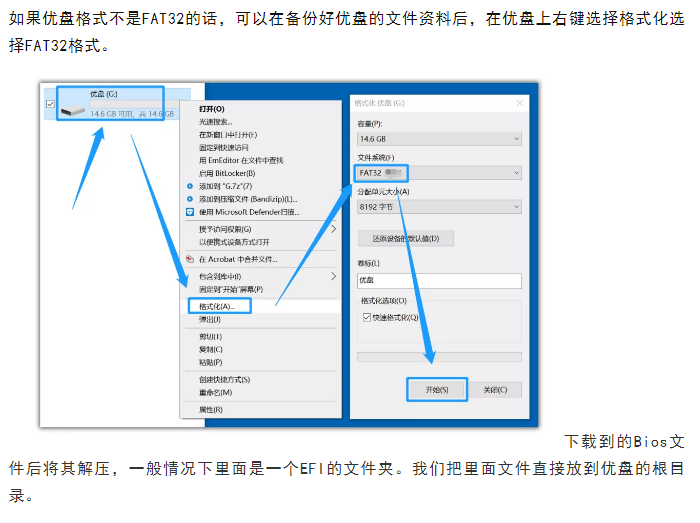 如果优盘格式不是FAT32的话，可以在备份好优盘的文件资料后，在优盘上右键选择格式化选
择FAT32格式。
优盘 (G:)
14.6 GB 可用，共 14.6 GB
打开(O)
光速搜索...
在新窗口中打开(E)
固定到快速访问
用 EmEditor 在文件中查找
启用 BitLocker(B)
添加到 "G.7z"(7)
添加到压缩文件 (Bandizip)(L)...
使用 Microsoft Defender扫描...
授予访问权限(G)
以便携式设备方式打开
在 Acrobat 中合并文件...
包含到库中(I)
固定到"开始"屏幕(P)
格式化(A)...
弹出(J)
剪切(T)
复制(C)
粘贴(P)
创建快捷方式(S)
重命名(M)
属性(R)
格式化 优盘 (G:)
容量(P):
14.6 GB
文件系统(F)
FAT32
分配单元大小(A)
8192 字节
还原设备的默认值(D)
卷标(L)
优盘
格式化选项(O)
快速格式化(Q)
开始(S)
关闭(C)
下载到的Bios文
件后将其解压，一般情况下里面是一个EFI的文件夹。我们把里面文件直接放到优盘的根目
录。